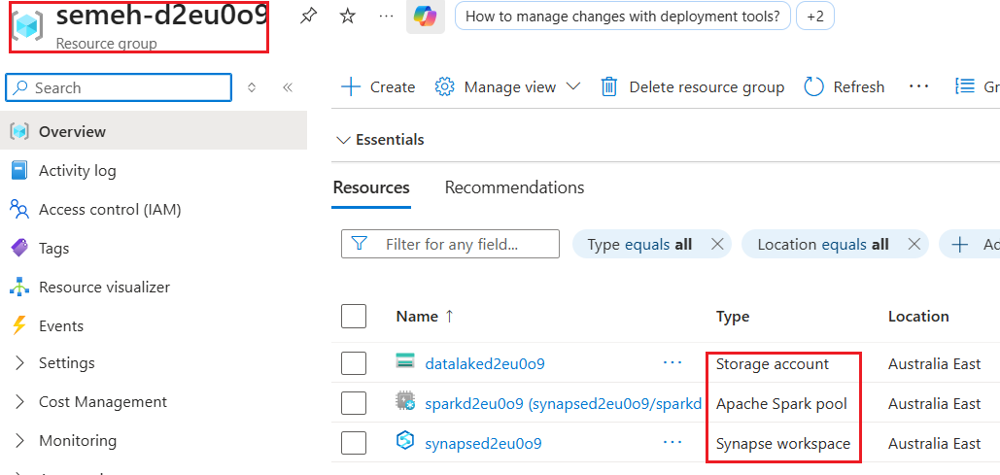 semeh-d2eu0o9
Resource group
How to manage changes with deployment tools?
+2
Search
Create
Manage view
Delete resource group
Refresh
Overview
Activity log
Access control (IAM)
Tags
Resource visualizer
Events
Settings
Cost Management
Monitoring
Essentials
Resources Recommendations
Filter for any field...
Type equals all
Location equals all
Name ↑ Type Location
datalaked2eu0o9 ... Storage account Australia East
sparkd2eu0o9 (synapsed2eu0o9/sparkd Apache Spark pool Australia East
synapsed2eu0o9 ... Synapse workspace Australia East